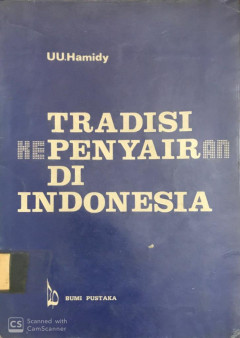 UU.Hamidy
TRADISI
KEPENYAIRAN
DI
INDONESIA
BUMI PUSTAKA
CS Scanned with
CamScanner